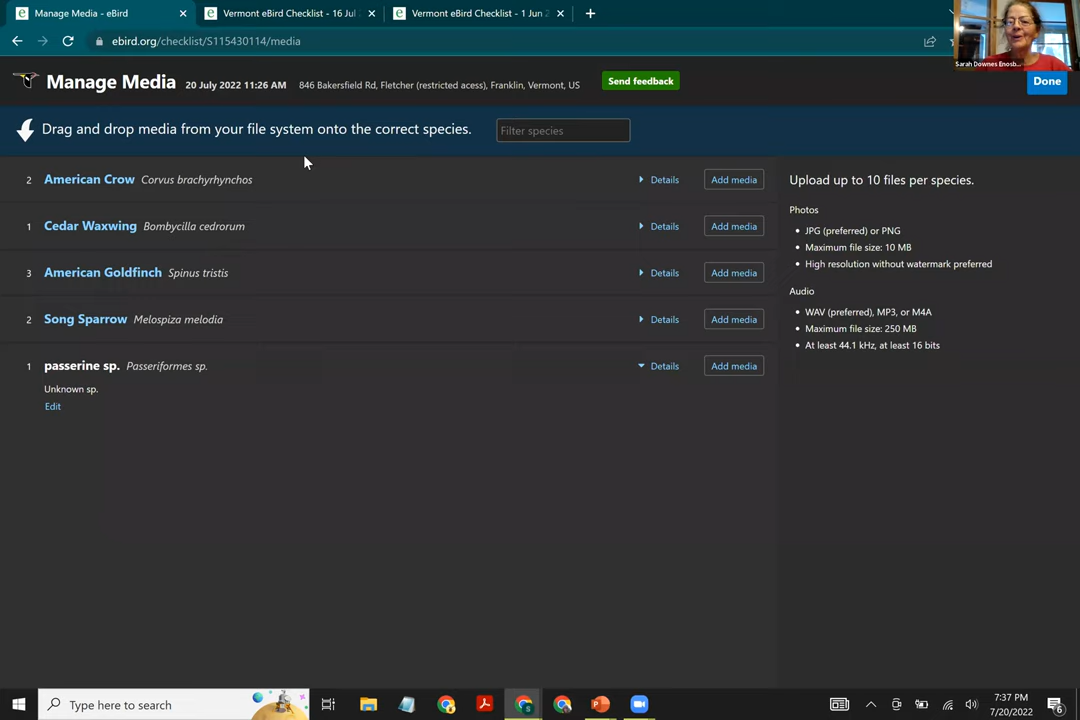 Media Management - eBird
Vermont eBird Checklist - 16 Jul
Vermont eBird Checklist - 1 Jun 2
ebird.org/checklist/S115430114/media
Sarah Downes Enosb...
Manage Media
20 July 2022 11:26 AM
846 Bakersfield Rd, Fletcher (restricted acess), Franklin, Vermont, US
Send feedback
Done
Drag and drop media from your file system onto the correct species.
Filter species
2 American Crow Corvus brachyrhynchos Details Add media
1 Cedar Waxwing Bombycilla cedrorum Details Add media
3 American Goldfinch Spinus tristis Details Add media
2 Song Sparrow Melospiza melodia Details Add media
1 passerine sp. Passeriformes sp. Details Add media
Unknown sp.
Edit
Upload up to 10 files per species.
Photos
JPG (preferred) or PNG
Maximum file size: 10 MB
High resolution without watermark preferred
Audio
WAV (preferred), MP3, or M4A
Maximum file size: 250 MB
At least 44.1 kHz, at least 16 bits
Type here to search
7:37 PM
7/20/2022
6